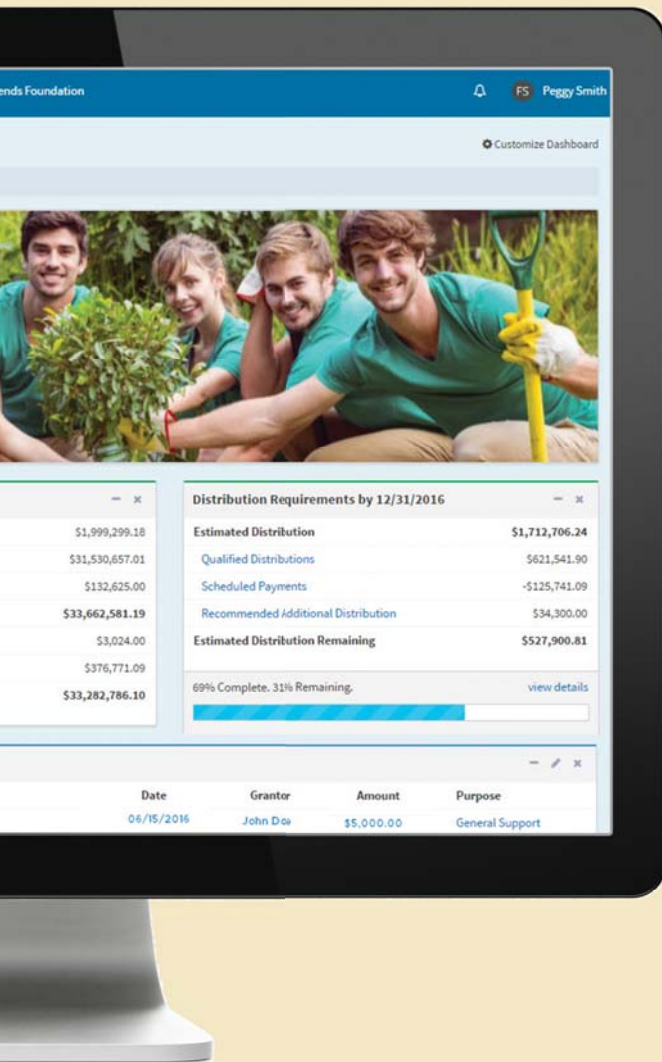 ends Foundation
FS Peggy Smith
Customize Dashboard
$1,999,299.18
$31,530,657.01
$132,625.00
$33,662,581.19
$3,024.00
$376,771.09
$33,282,786.10
Distribution Requirements by 12/31/2016
Estimated Distribution $1,712,706.24
Qualified Distributions $621,541.90
Scheduled Payments -$125,741.09
Recommended Additional Distribution $34,300.00
Estimated Distribution Remaining $527,900.81
69% Complete. 31% Remaining. view details
Date Grantor Amount Purpose
06/15/2016 John Doe $5,000.00 General Support